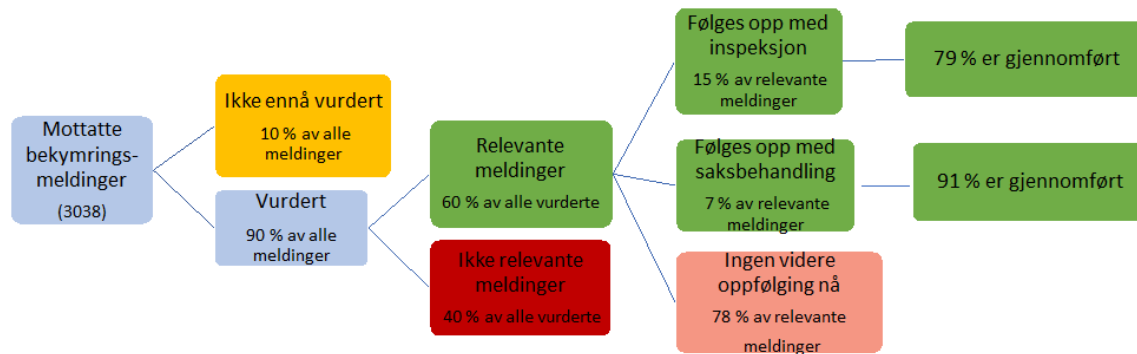 Mottatte
bekymrings-
meldinger
(3038)
Ikke ennå vurdert
10 % av alle
meldinger
Vurdert
90 % av alle
meldinger
Relevante
meldinger
60 % av alle vurderte
Ikke relevante
meldinger
40 % av alle vurderte
Følges opp med
inspeksjon
15 % av relevante
meldinger
79 % er gjennomført
Følges opp med
saksbehandling
7 % av relevante
meldinger
91 % er gjennomført
Ingen videre
oppfølging nå
78 % av relevante
meldinger